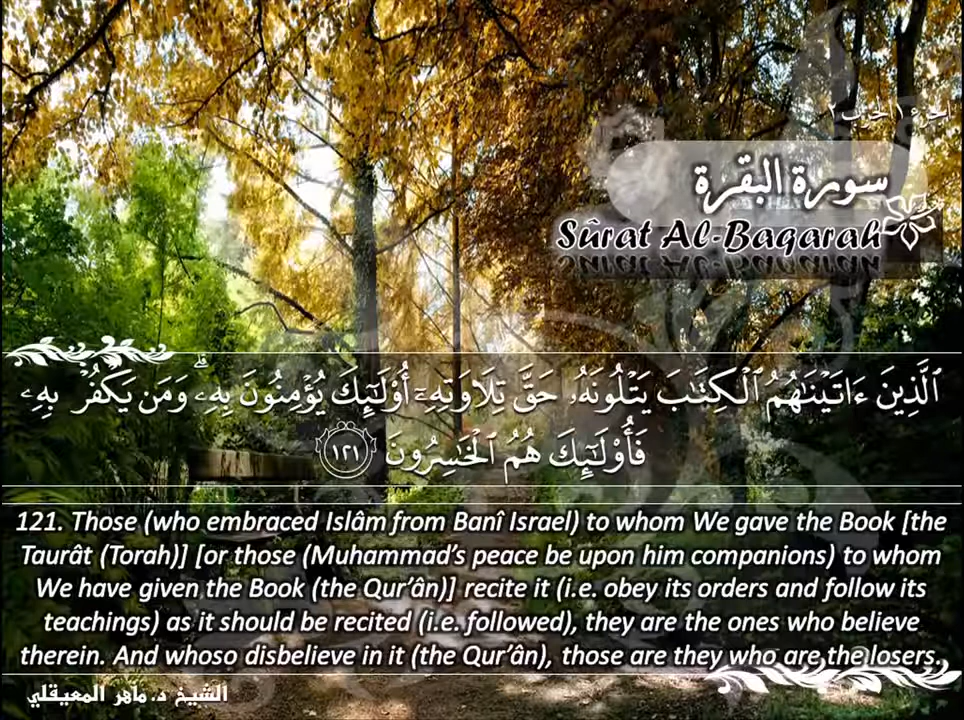 الجزء ١ الحزب ٢
سورة البقرة
Sûrat Al-Baqarah
ٱلَّذِينَ ءَاتَيْنَٰهُمُ ٱلْكِتَٰبَ يَتْلُونَهُۥ حَقَّ تِلَاوَتِهِۦٓ أُو۟لَٰٓئِكَ يُؤْمِنُونَ بِهِۦ ۗ وَمَن يَكْفُرْ بِهِۦ
فَأُو۟لَٰٓئِكَ هُمُ ٱلْخَٰسِرُونَ ١٢١
121. Those (who embraced Islâm from Banî Israel) to whom We gave the Book [the
Taurât (Torah)] [or those (Muhammad's peace be upon him companions) to whom
We have given the Book (the Qur'ân)] recite it (i.e. obey its orders and follow its
teachings) as it should be recited (i.e. followed), they are the ones who believe
therein. And whoso disbelieve in it (the Qur'ân), those are they who are the losers.
الشيخ د. ماهر المعيقلي